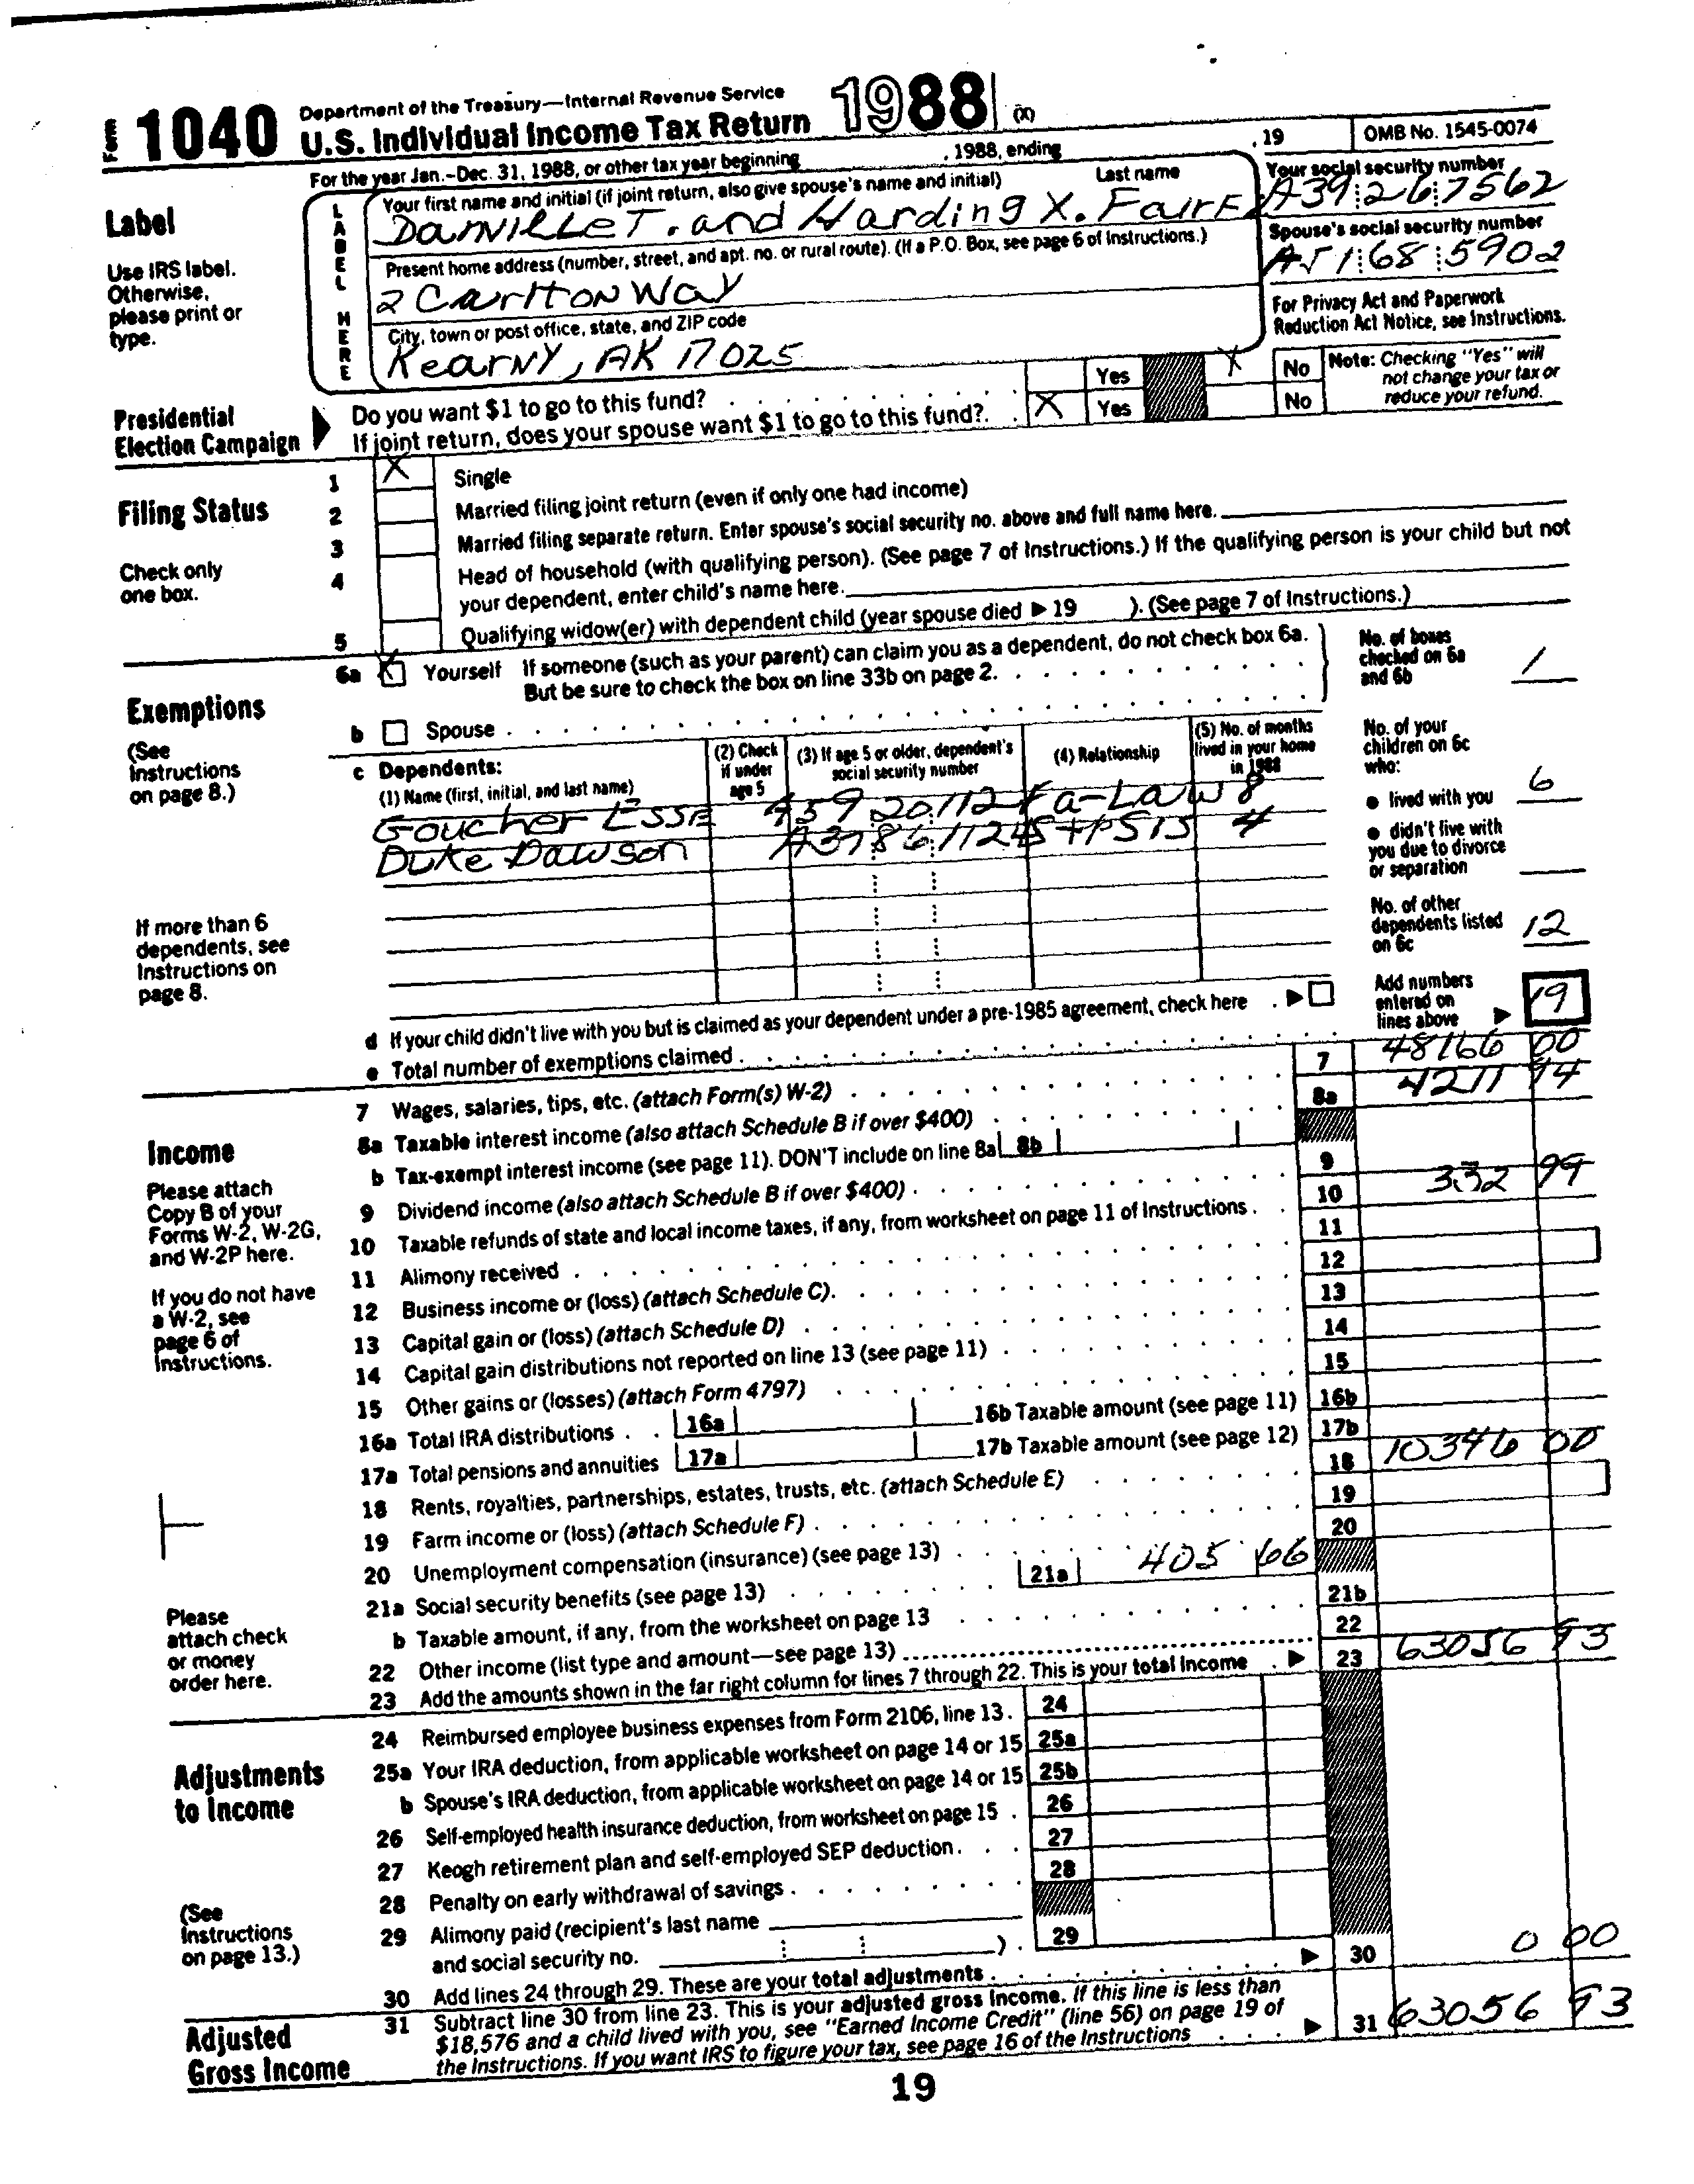 Form 1040 Department of the Treasury—Internal Revenue Service
U.S. Individual Income Tax Return 1988 (X)
For the year Jan.–Dec. 31, 1988, or other tax year beginning , 1988, ending , 19 OMB No. 1545-0074
Label
Use IRS label.
Otherwise,
please print or
type.
LABEL HERE
Your first name and initial (if joint return, also give spouse's name and initial) Last name
Danville T. and Harding X. FairF
Your social security number
A39 26 7562
Present home address (number, street, and apt. no. or rural route). (If a P.O. Box, see page 6 of Instructions.)
2 Carlton Way
Spouse's social security number
A51 68 5902
City, town or post office, state, and ZIP code
Kearny, AK 17025
For Privacy Act and Paperwork
Reduction Act Notice, see Instructions.
Presidential
Election Campaign
Do you want $1 to go to this fund? Yes X No
If joint return, does your spouse want $1 to go to this fund? X Yes No
Note: Checking "Yes" will
not change your tax or
reduce your refund.
Filing Status
Check only
one box.
1 X Single
2 Married filing joint return (even if only one had income)
3 Married filing separate return. Enter spouse's social security no. above and full name here.
4 Head of household (with qualifying person). (See page 7 of Instructions.) If the qualifying person is your child but not
your dependent, enter child's name here.
5 Qualifying widow(er) with dependent child (year spouse died ▶ 19 ). (See page 7 of Instructions.)
Exemptions
(See
Instructions
on page 8.)
6a X Yourself If someone (such as your parent) can claim you as a dependent, do not check box 6a.
But be sure to check the box on line 33b on page 2.
b Spouse
No. of boxes
checked on 6a
and 6b 1
c Dependents:
(1) Name (first, initial, and last name)
(2) Check
if under
age 5
(3) If age 5 or older, dependent's
social security number
(4) Relationship
(5) No. of months
lived in your home
in 1988
Goucher Esse 459 20 1112 Fa-Law 8
Duke Dawson A37 86 1124 StpSis 4
No. of your
children on 6c
who:
● lived with you 6
● didn't live with
you due to divorce
or separation
No. of other
dependents listed
on 6c 12
If more than 6
dependents, see
Instructions on
page 8.
d If your child didn't live with you but is claimed as your dependent under a pre-1985 agreement, check here ▶
e Total number of exemptions claimed
Add numbers
entered on
lines above ▶ 19
Income
Please attach
Copy B of your
Forms W-2, W-2G,
and W-2P here.
If you do not have
a W-2, see
page 6 of
Instructions.
7 Wages, salaries, tips, etc. (attach Form(s) W-2) 7 48166 00
8a Taxable interest income (also attach Schedule B if over $400) 8a 4211 94
b Tax-exempt interest income (see page 11). DON'T include on line 8a 8b
9 Dividend income (also attach Schedule B if over $400) 9
10 Taxable refunds of state and local income taxes, if any, from worksheet on page 11 of Instructions 10 332 99
11 Alimony received 11
12 Business income or (loss) (attach Schedule C) 12
13 Capital gain or (loss) (attach Schedule D) 13
14 Capital gain distributions not reported on line 13 (see page 11) 14
15 Other gains or (losses) (attach Form 4797) 15
16a Total IRA distributions 16a 16b Taxable amount (see page 11) 16b
17a Total pensions and annuities 17a 17b Taxable amount (see page 12) 17b
18 Rents, royalties, partnerships, estates, trusts, etc. (attach Schedule E) 18 10346 00
19 Farm income or (loss) (attach Schedule F) 19
20 Unemployment compensation (insurance) (see page 13) 20
21a Social security benefits (see page 13) 21a 405 66
b Taxable amount, if any, from the worksheet on page 13 21b
22 Other income (list type and amount—see page 13) 22
23 Add the amounts shown in the far right column for lines 7 through 22. This is your total income ▶ 23 63056 93
Please
attach check
or money
order here.
Adjustments
to Income
(See
Instructions
on page 13.)
24 Reimbursed employee business expenses from Form 2106, line 13 24
25a Your IRA deduction, from applicable worksheet on page 14 or 15 25a
b Spouse's IRA deduction, from applicable worksheet on page 14 or 15 25b
26 Self-employed health insurance deduction, from worksheet on page 15 26
27 Keogh retirement plan and self-employed SEP deduction 27
28 Penalty on early withdrawal of savings 28
29 Alimony paid (recipient's last name
and social security no. ) 29
30 Add lines 24 through 29. These are your total adjustments ▶ 30 0 00
Adjusted
Gross Income
31 Subtract line 30 from line 23. This is your adjusted gross income. If this line is less than
$18,576 and a child lived with you, see "Earned Income Credit" (line 56) on page 19 of
the Instructions. If you want IRS to figure your tax, see page 16 of the Instructions ▶ 31 63056 93
19